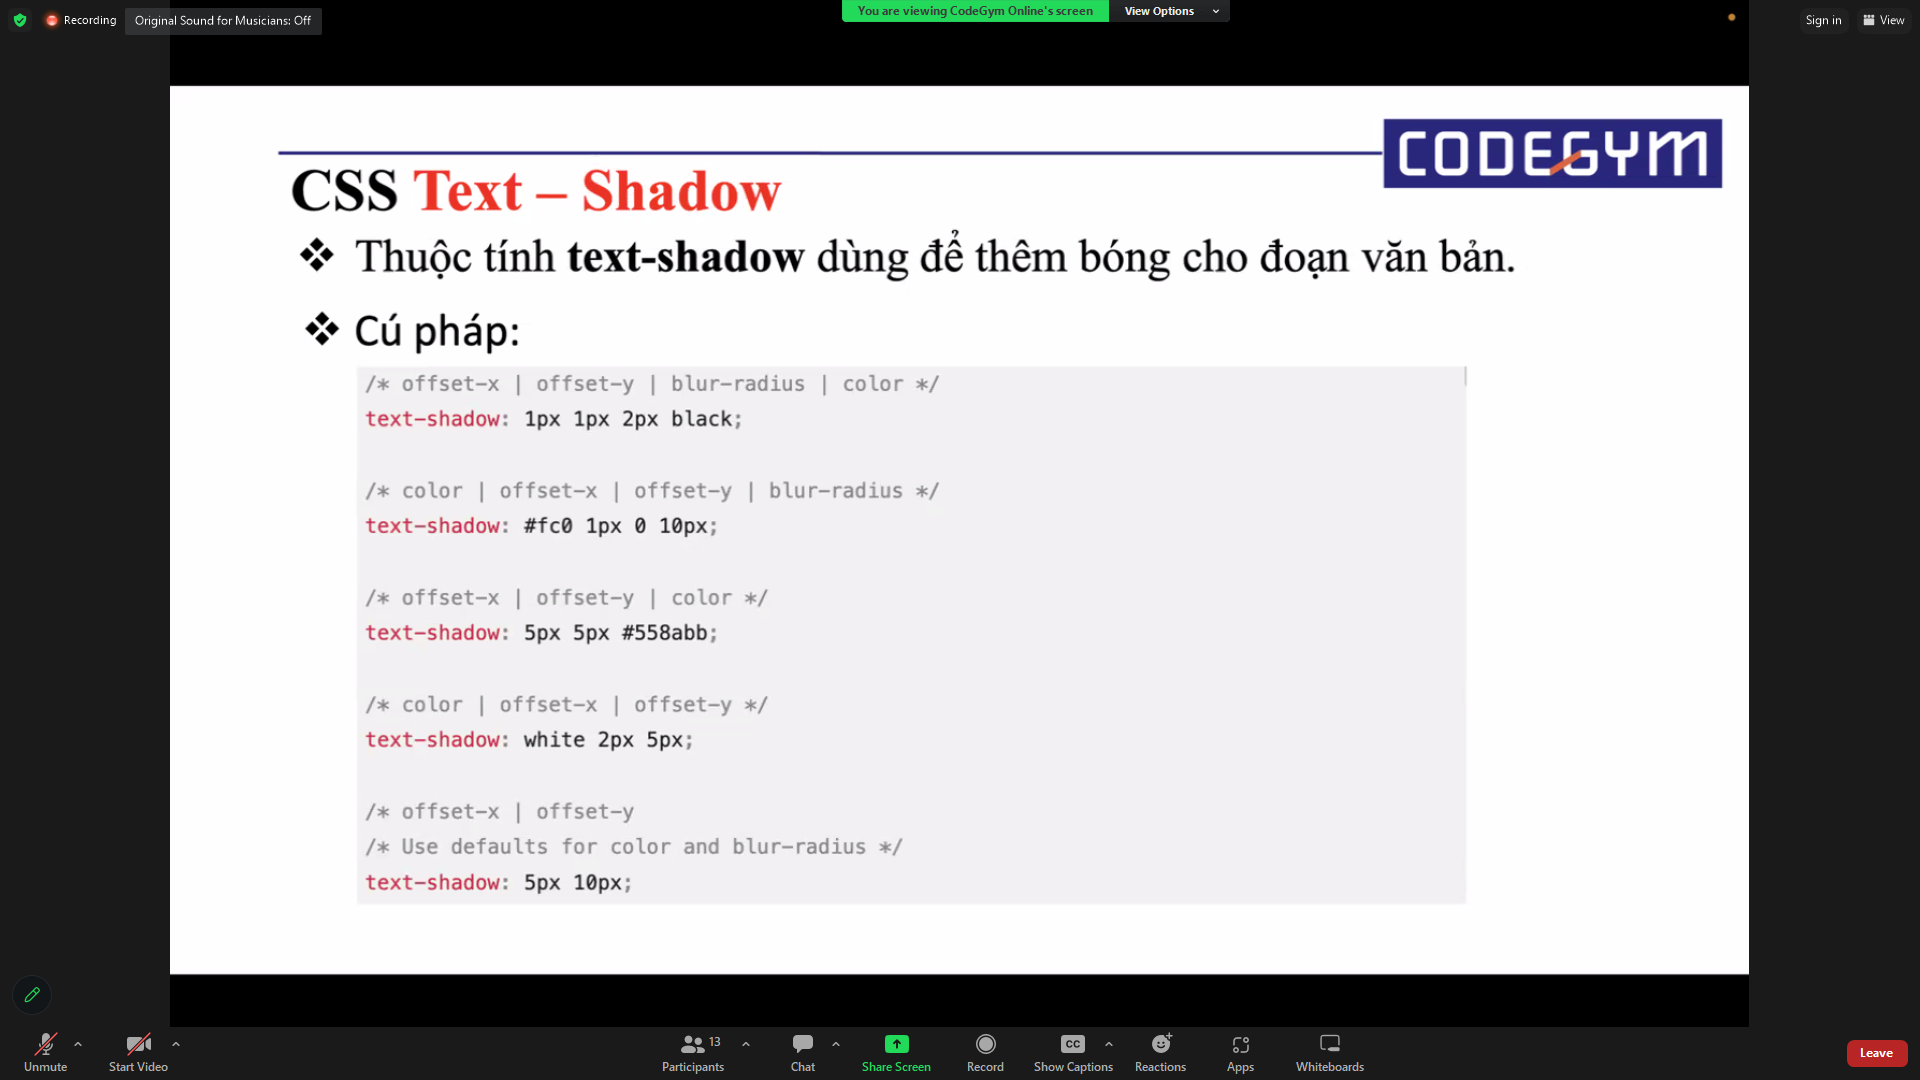 Recording
Original Sound for Musicians: Off
You are viewing CodeGym Online's screen
View Options
Sign in
View
CODEGYM
CSS Text – Shadow
❖ Thuộc tính text-shadow dùng để thêm bóng cho đoạn văn bản.
❖ Cú pháp:
/* offset-x | offset-y | blur-radius | color */
text-shadow: 1px 1px 2px black;
/* color | offset-x | offset-y | blur-radius */
text-shadow: #fc0 1px 0 10px;
/* offset-x | offset-y | color */
text-shadow: 5px 5px #558abb;
/* color | offset-x | offset-y */
text-shadow: white 2px 5px;
/* offset-x | offset-y
/* Use defaults for color and blur-radius */
text-shadow: 5px 10px;
Unmute
Start Video
13
Participants
Chat
Share Screen
Record
CC
Show Captions
Reactions
Apps
Whiteboards
Leave